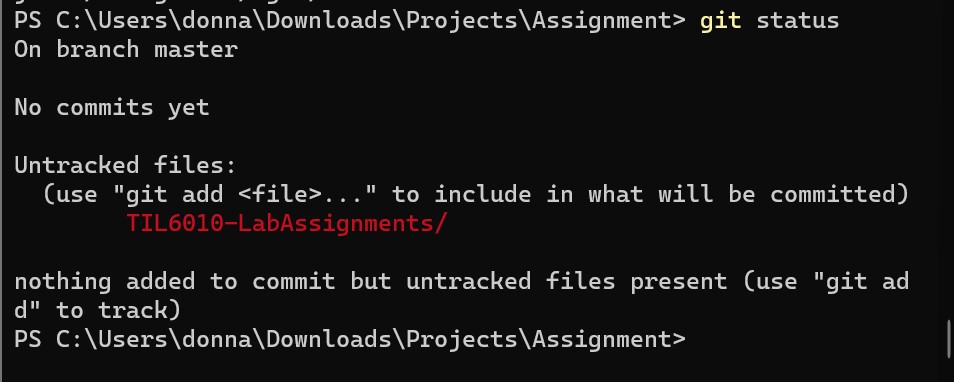 PS C:\Users\donna\Downloads\Projects\Assignment> git status
On branch master
No commits yet
Untracked files:
(use "git add <file>..." to include in what will be committed)
TIL6010-LabAssignments/
nothing added to commit but untracked files present (use "git ad
d" to track)
PS C:\Users\donna\Downloads\Projects\Assignment>